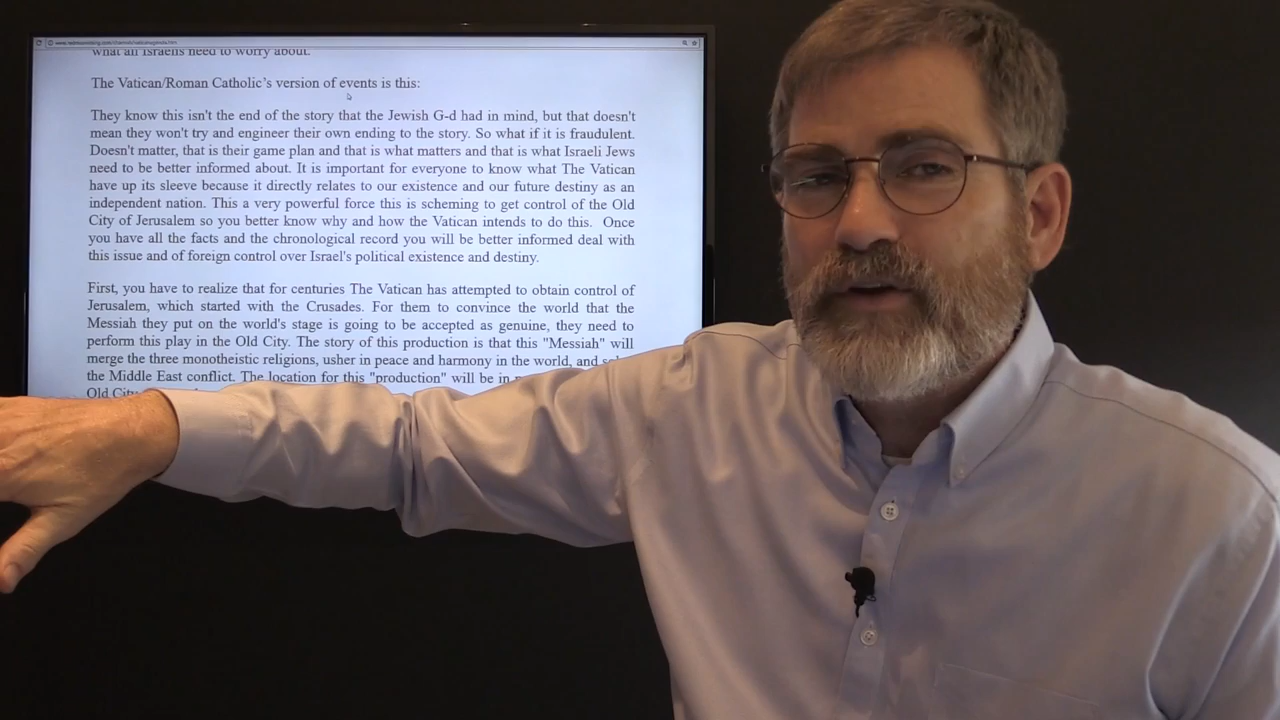 what all Israelis need to worry about.
The Vatican/Roman Catholic's version of events is this:
They know this isn't the end of the story that the Jewish G-d had in mind, but that doesn't
mean they won't try and engineer their own ending to the story. So what if it is fraudulent.
Doesn't matter, that is their game plan and that is what matters and that is what Israeli Jews
need to be better informed about. It is important for everyone to know what The Vatican
have up its sleeve because it directly relates to our existence and our future destiny as an
independent nation. This a very powerful force this is scheming to get control of the Old
City of Jerusalem so you better know why and how the Vatican intends to do this. Once
you have all the facts and the chronological record you will be better informed deal with
this issue and of foreign control over Israel's political existence and destiny.
First, you have to realize that for centuries The Vatican has attempted to obtain control of
Jerusalem, which started with the Crusades. For them to convince the world that the
Messiah they put on the world's stage is going to be accepted as genuine, they need to
perform this play in the Old City. The story of this production is that this "Messiah" will
merge the three monotheistic religions, usher in peace and harmony in the world, and
the Middle East conflict. The location for this "production" will be in
Old City